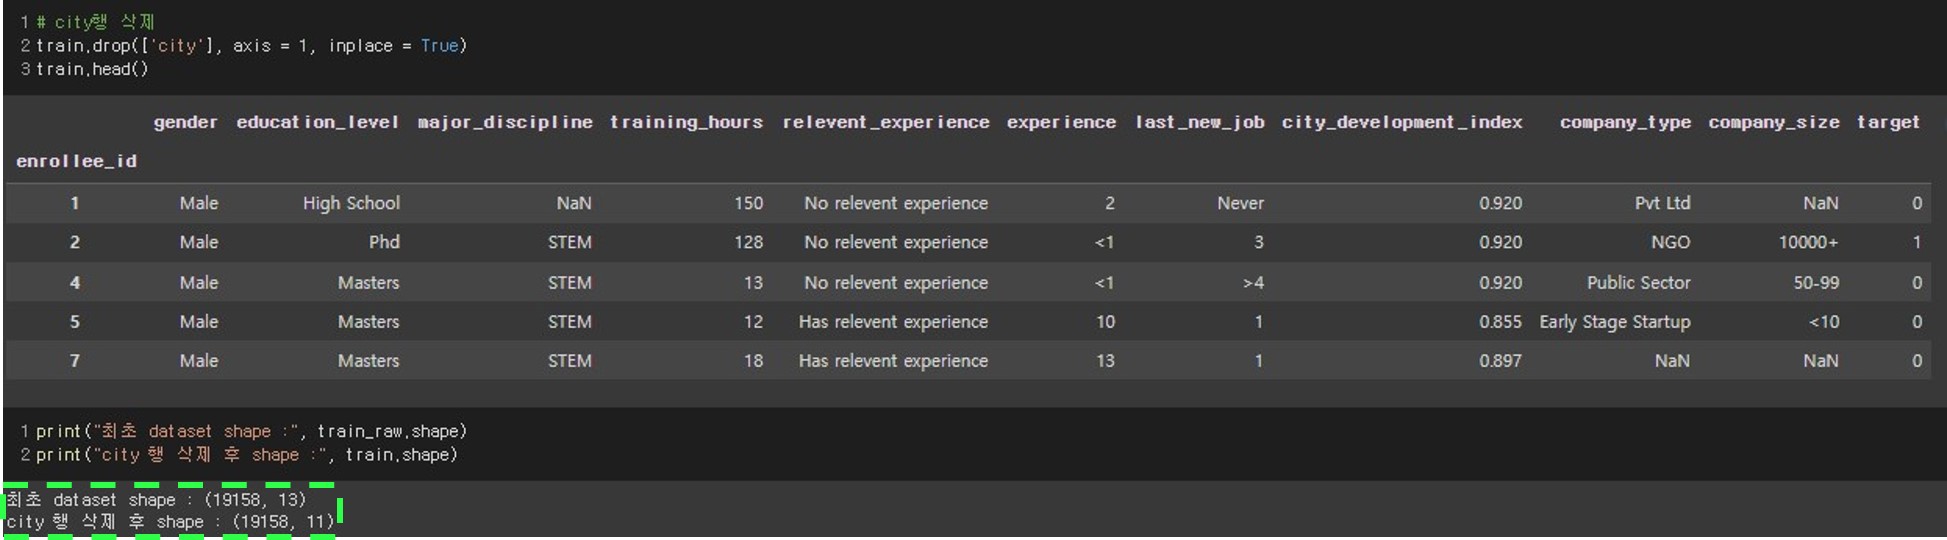 1 # city행 삭제
2 train.drop(['city'], axis = 1, inplace = True)
3 train.head()
gender education_level major_discipline training_hours relevent_experience experience last_new_job city_development_index company_type company_size target
enrollee_id
1 Male High School NaN 150 No relevent experience 2 Never 0.920 Pvt Ltd NaN 0
2 Male Phd STEM 128 No relevent experience <1 3 0.920 NGO 10000+ 1
4 Male Masters STEM 13 No relevent experience <1 >4 0.920 Public Sector 50-99 0
5 Male Masters STEM 12 Has relevent experience 10 1 0.855 Early Stage Startup <10 0
7 Male Masters STEM 18 Has relevent experience 13 1 0.897 NaN NaN 0
1 print("최초 dataset shape :", train_raw.shape)
2 print("city 행 삭제 후 shape :", train.shape)
최초 dataset shape : (19158, 13)
city 행 삭제 후 shape : (19158, 11)